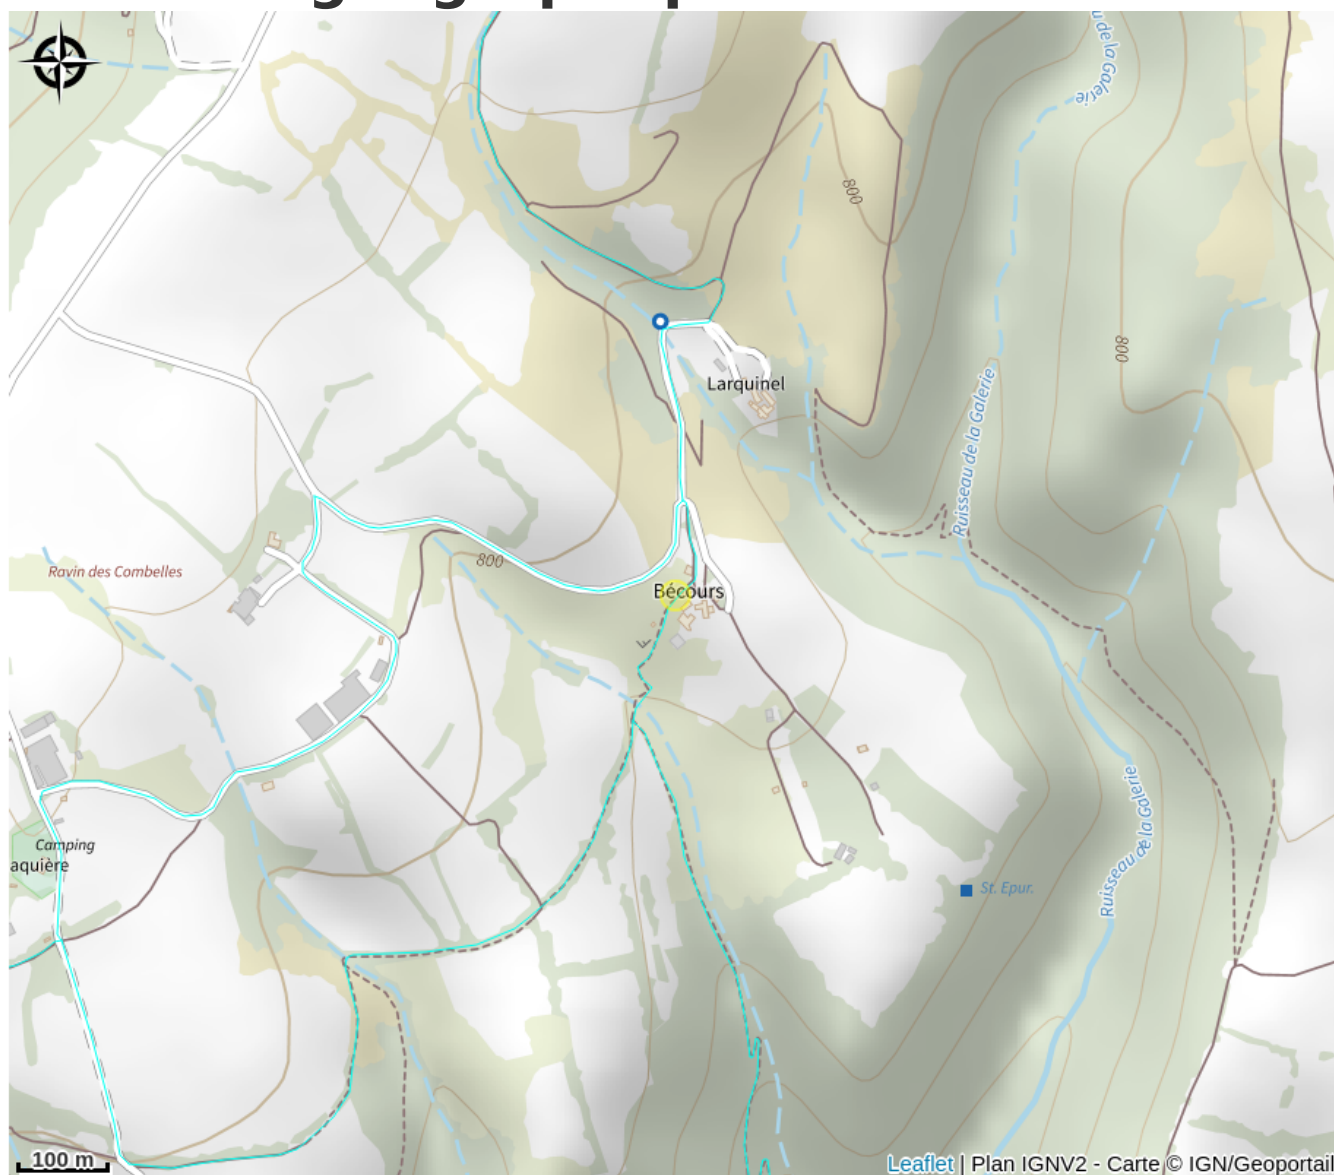 u de la Galerie
800
800
Larquinel
Ruisseau de la Galerie
800
Ravin des Combelles
Bécours
Ruisseau de la Galerie
Camping
aquière
St. Epur.
100 m
Leaflet | Plan IGNV2 - Carte © IGN/Geoportail